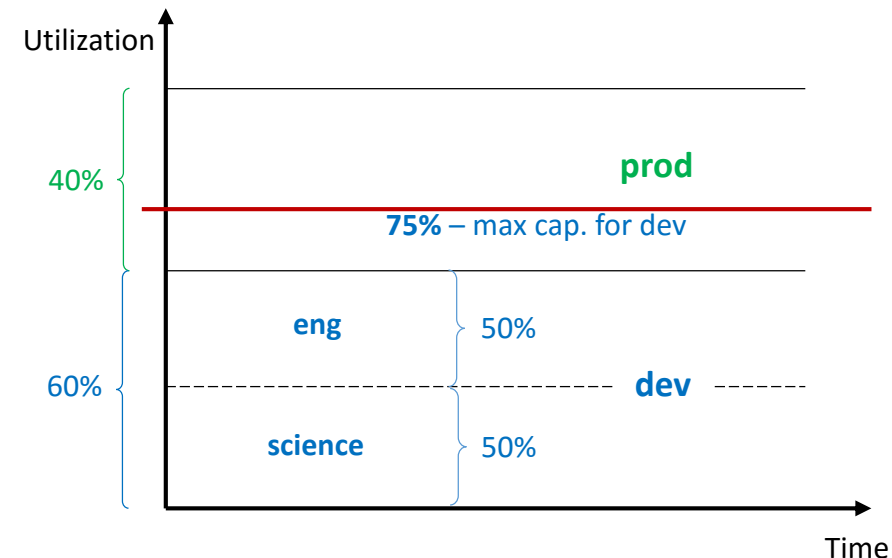 Utilization
prod
40%
75% – max cap. for dev
eng
50%
60%
dev
science
50%
Time